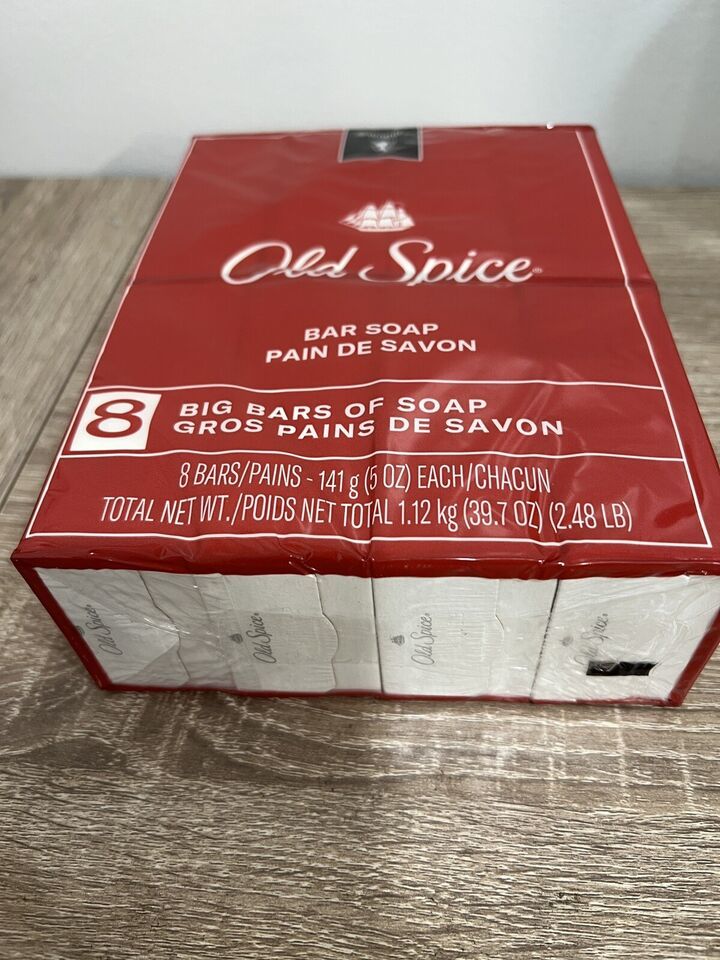 Old Spice
BAR SOAP
PAIN DE SAVON
8
BIG BARS OF SOAP
GROS PAINS DE SAVON
8 BARS/PAINS - 141 g (5 OZ) EACH/CHACUN
TOTAL NET WT./POIDS NET TOTAL 1.12 kg (39.7 OZ) (2.48 LB)
Old Spice
Old Spice
Old Spice
Old Spice